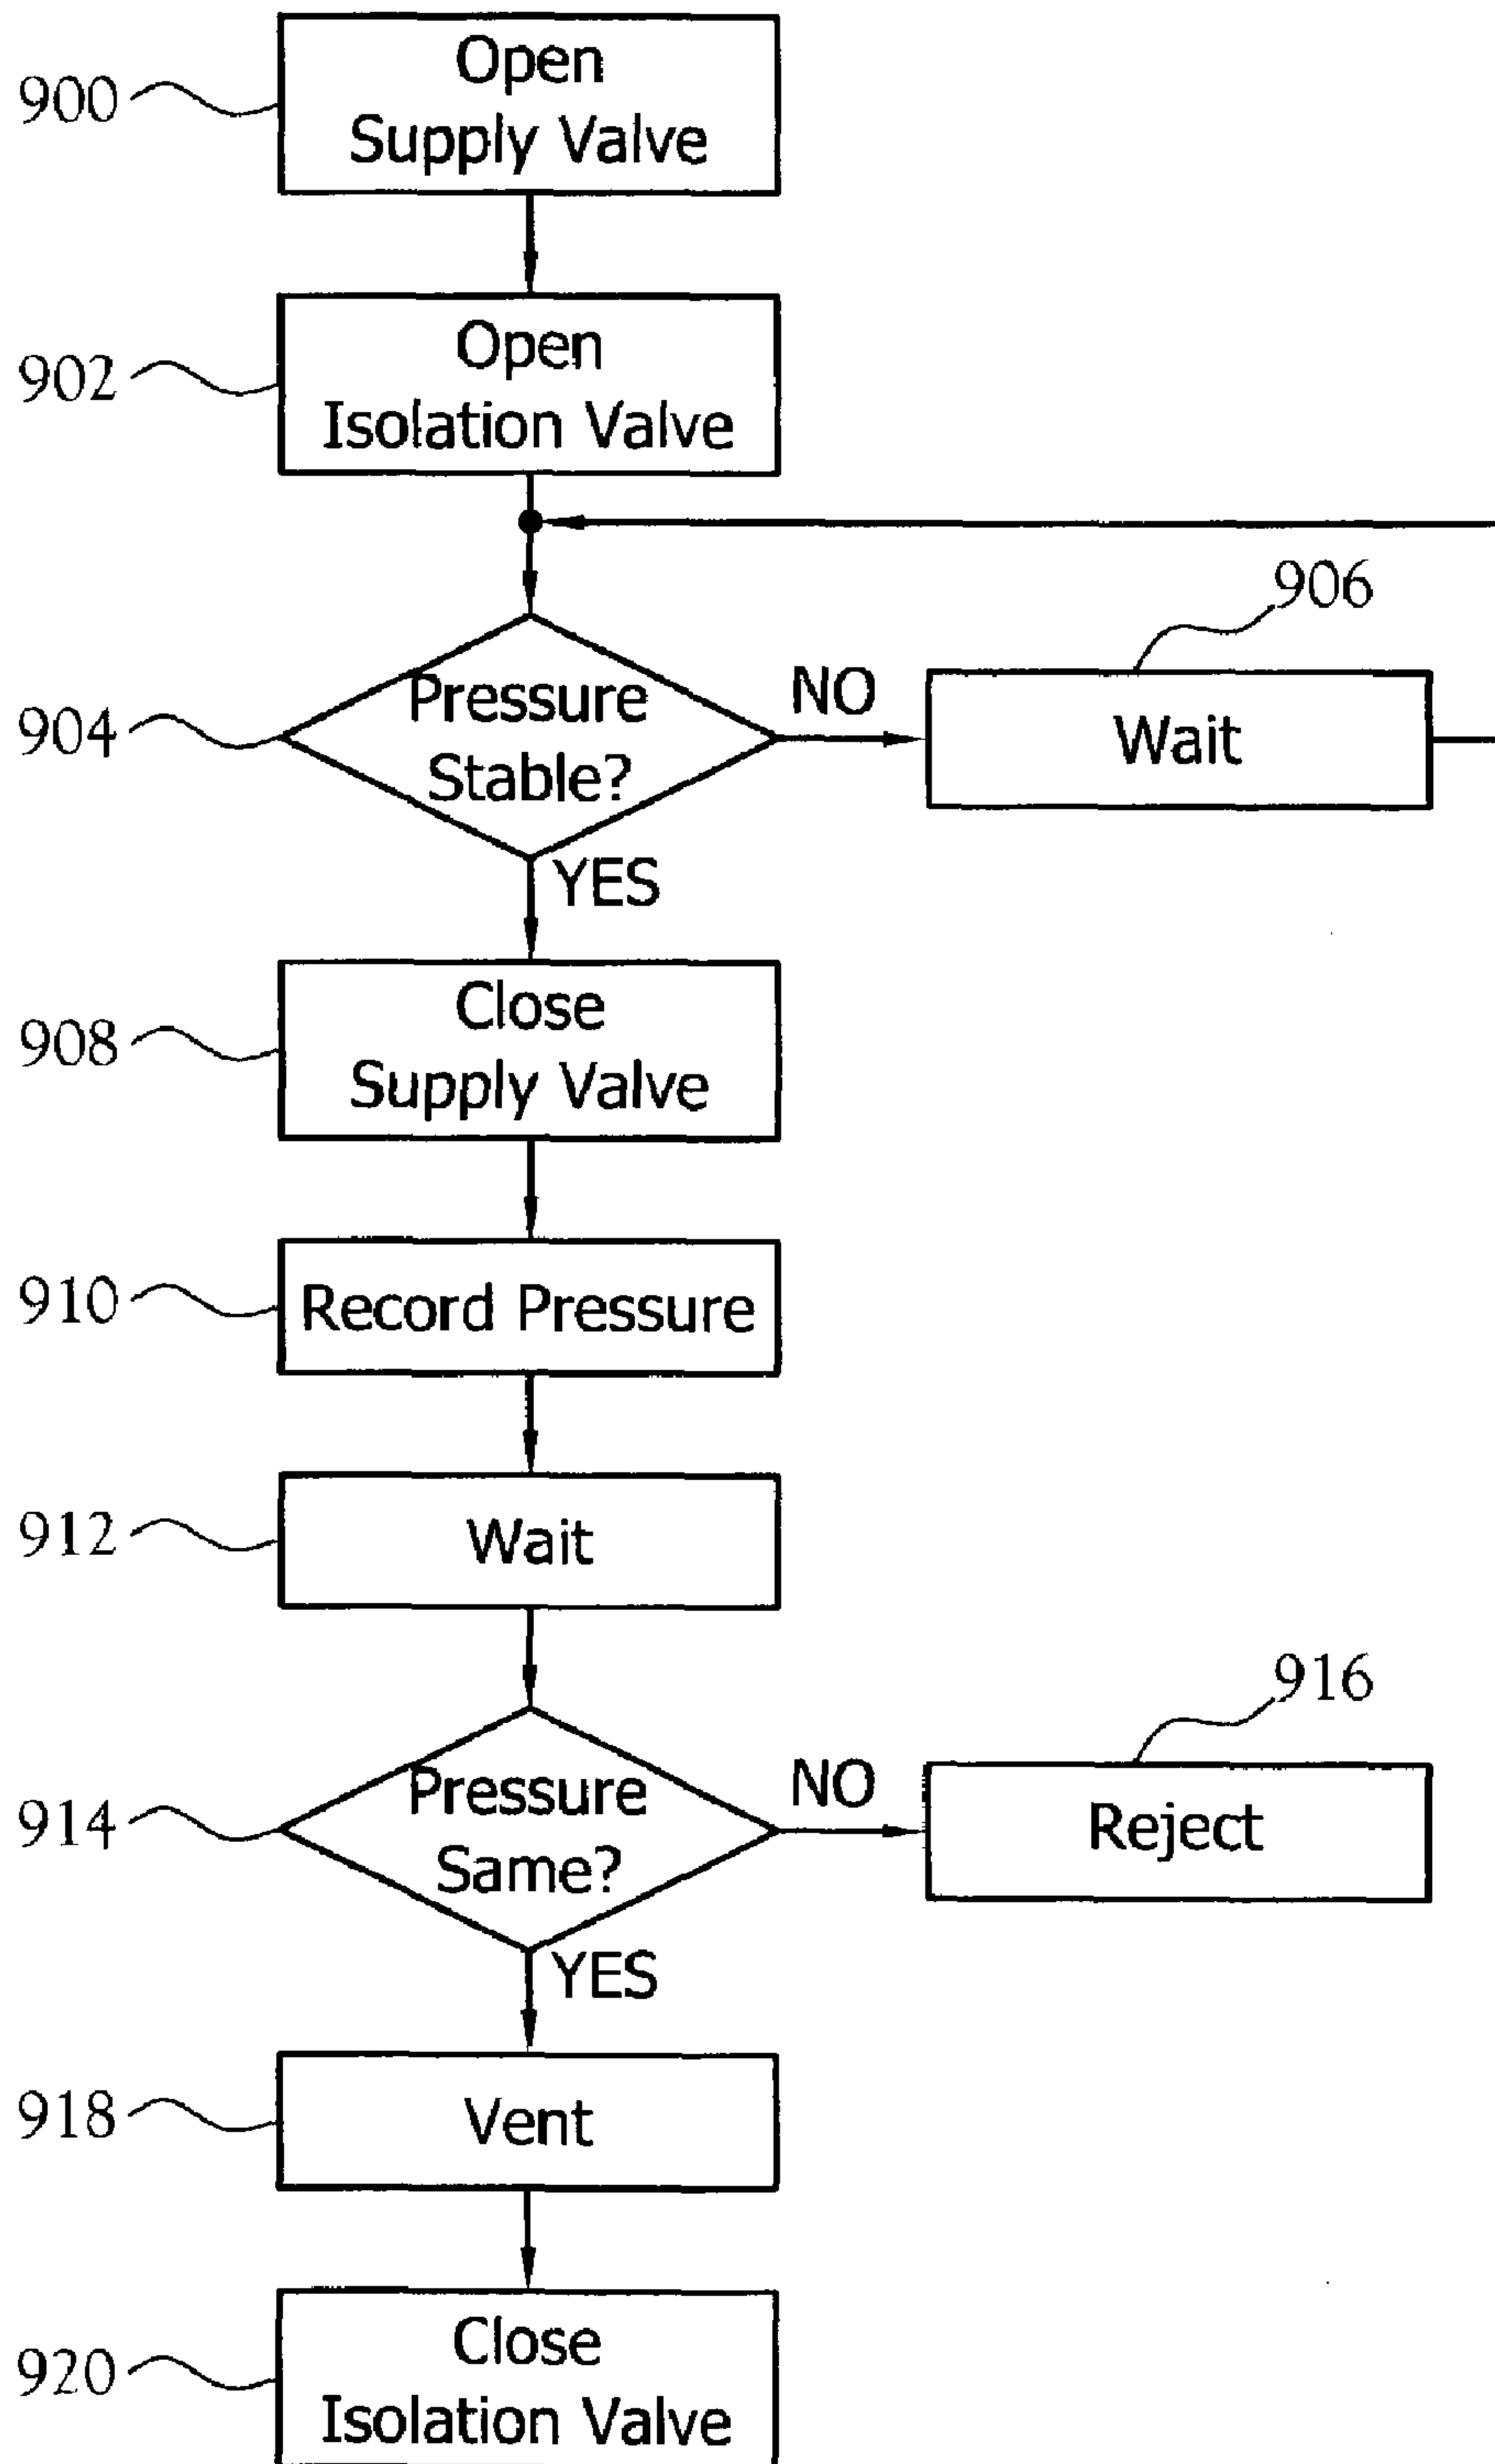 Open
900
Supply Valve
Open
902
Isolation Valve
906
Pressure
NO
904
Wait
Stable?
YES
Close
908
Supply Valve
910
Record Pressure
912
Wait
916
Pressure
NO
914
Reject
Same?
YES
918
Vent
Close
920
Isolation Valve